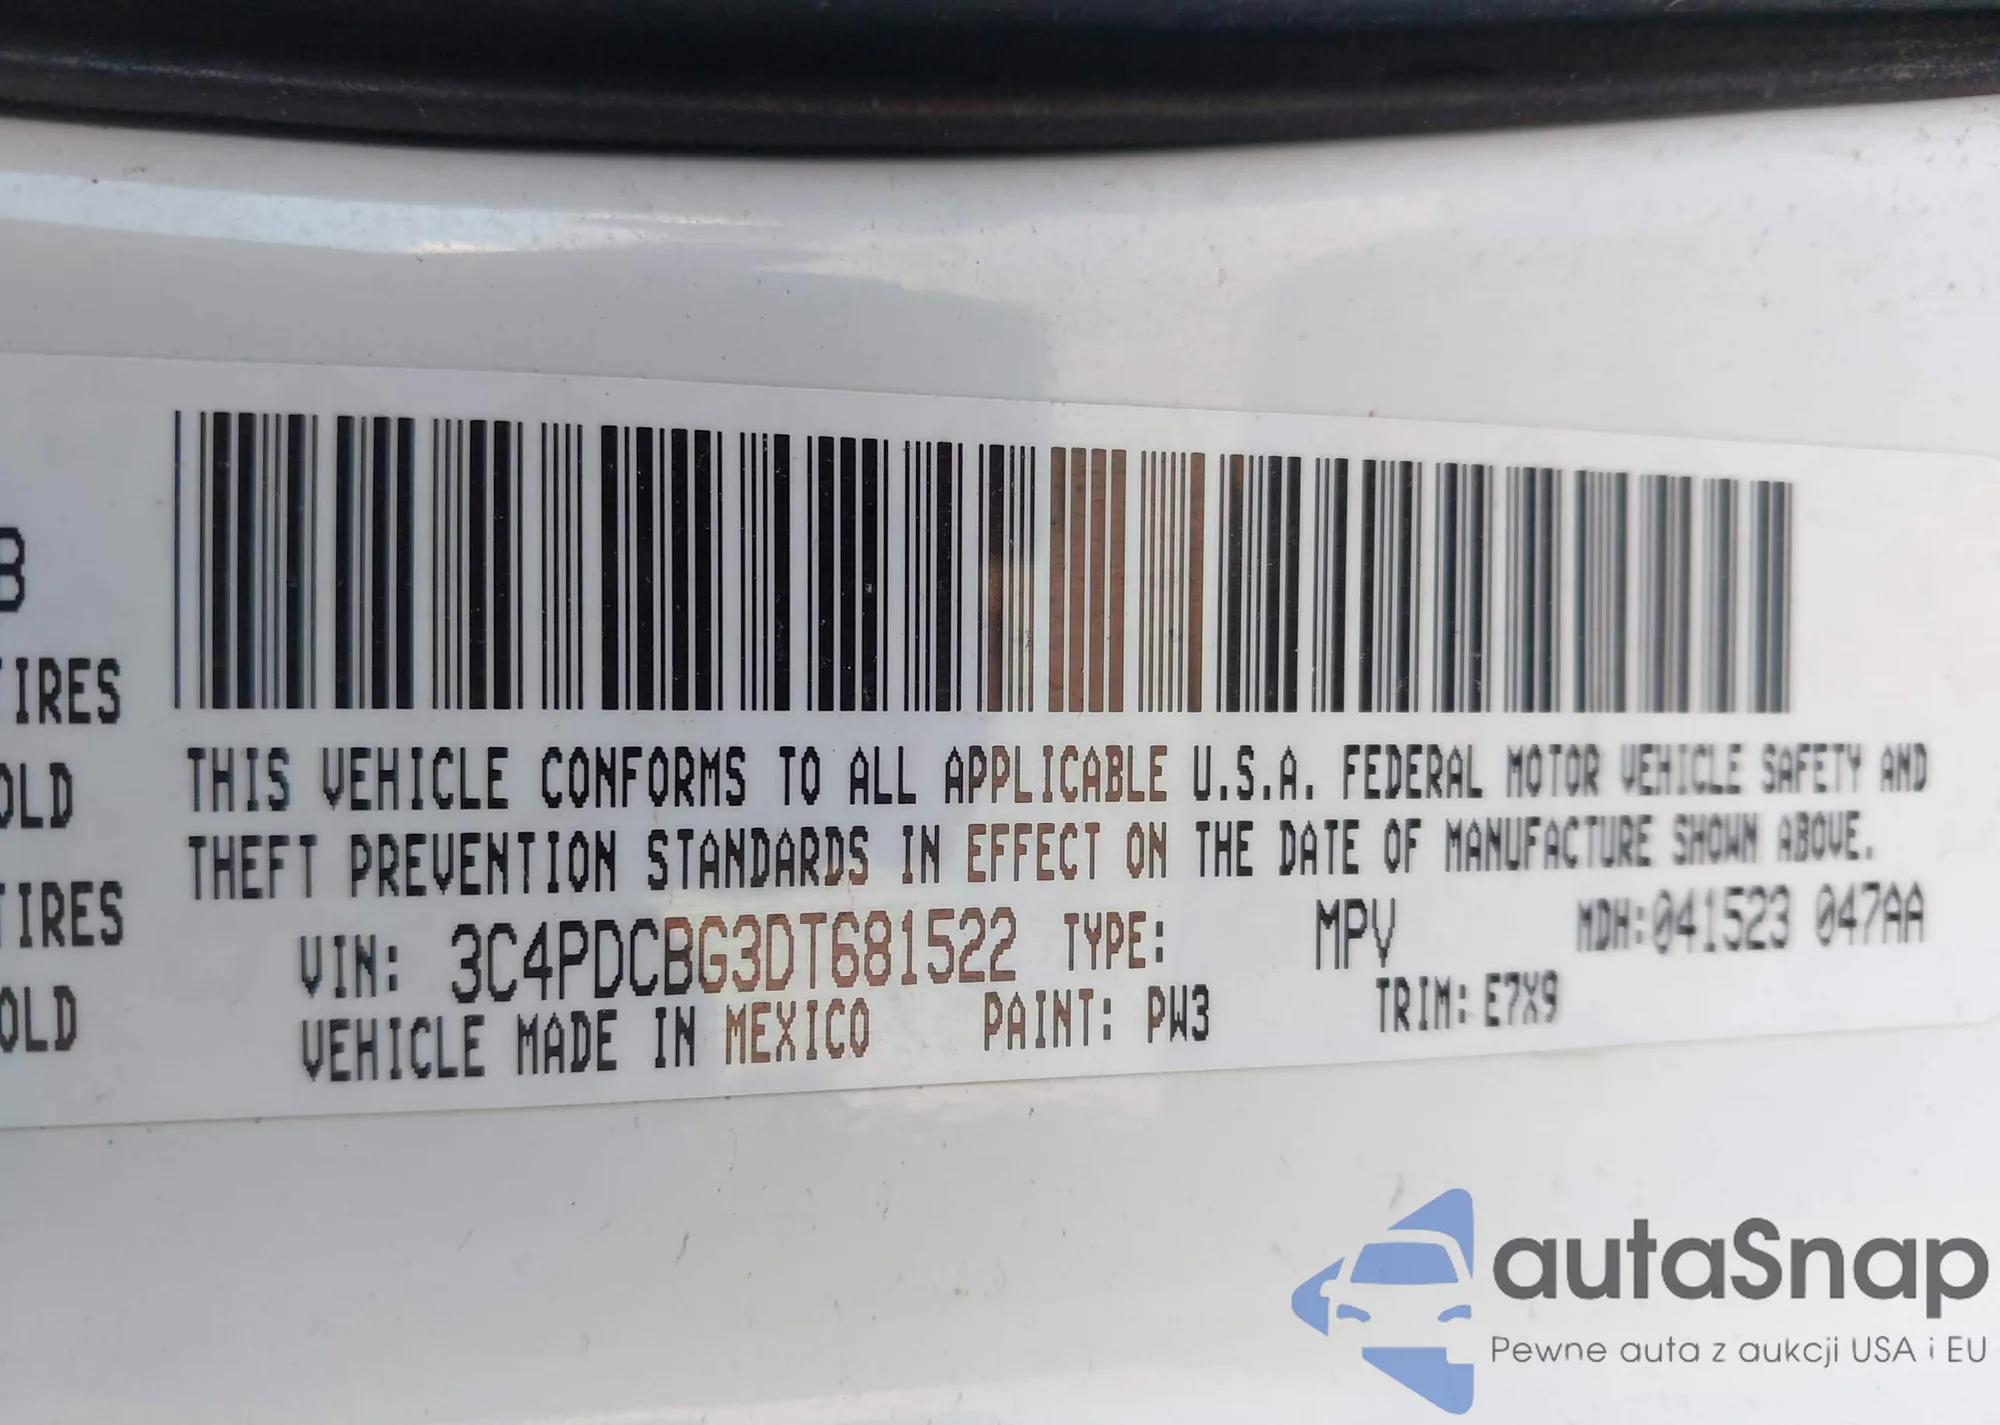 B
TIRES
OLD
TIRES
OLD
THIS VEHICLE CONFORMS TO ALL APPLICABLE U.S.A. FEDERAL MOTOR VEHICLE SAFETY AND
THEFT PREVENTION STANDARDS IN EFFECT ON THE DATE OF MANUFACTURE SHOWN ABOVE.
VIN: 3C4PDCBG3DT681522 TYPE: MPV MDH:041523 047AA
VEHICLE MADE IN MEXICO PAINT: PW3 TRIM: E7X9
autaSnap
Pewne auta z aukcji USA i EU